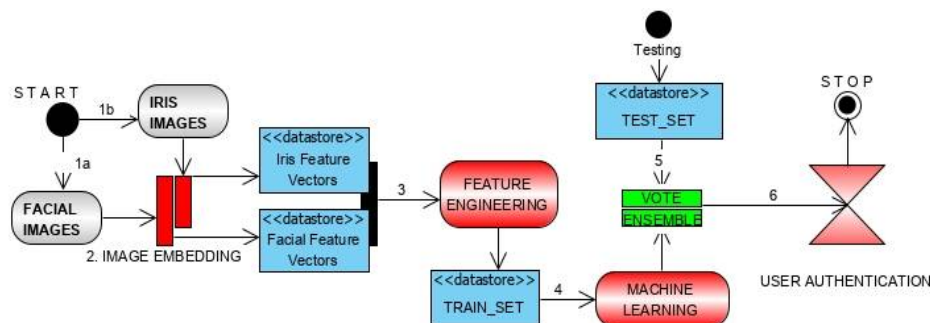 START
1b
IRIS
IMAGES
1a
FACIAL
IMAGES
2. IMAGE EMBEDDING
<<datastore>>
Iris Feature
Vectors
<<datastore>>
Facial Feature
Vectors
3
FEATURE
ENGINEERING
<<datastore>>
TRAIN_SET
4
MACHINE
LEARNING
Testing
<<datastore>>
TEST_SET
5
VOTE
ENSEMBLE
6
STOP
USER AUTHENTICATION